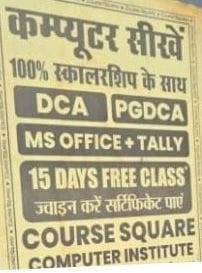 कम्प्यूटर सीखें
100% स्कालरशिप के साथ
DCA PGDCA
MS OFFICE + TALLY
15 DAYS FREE CLASS*
ज्वाइन करें सर्टिफिकेट पाएं
COURSE SQUARE
COMPUTER INSTITUTE